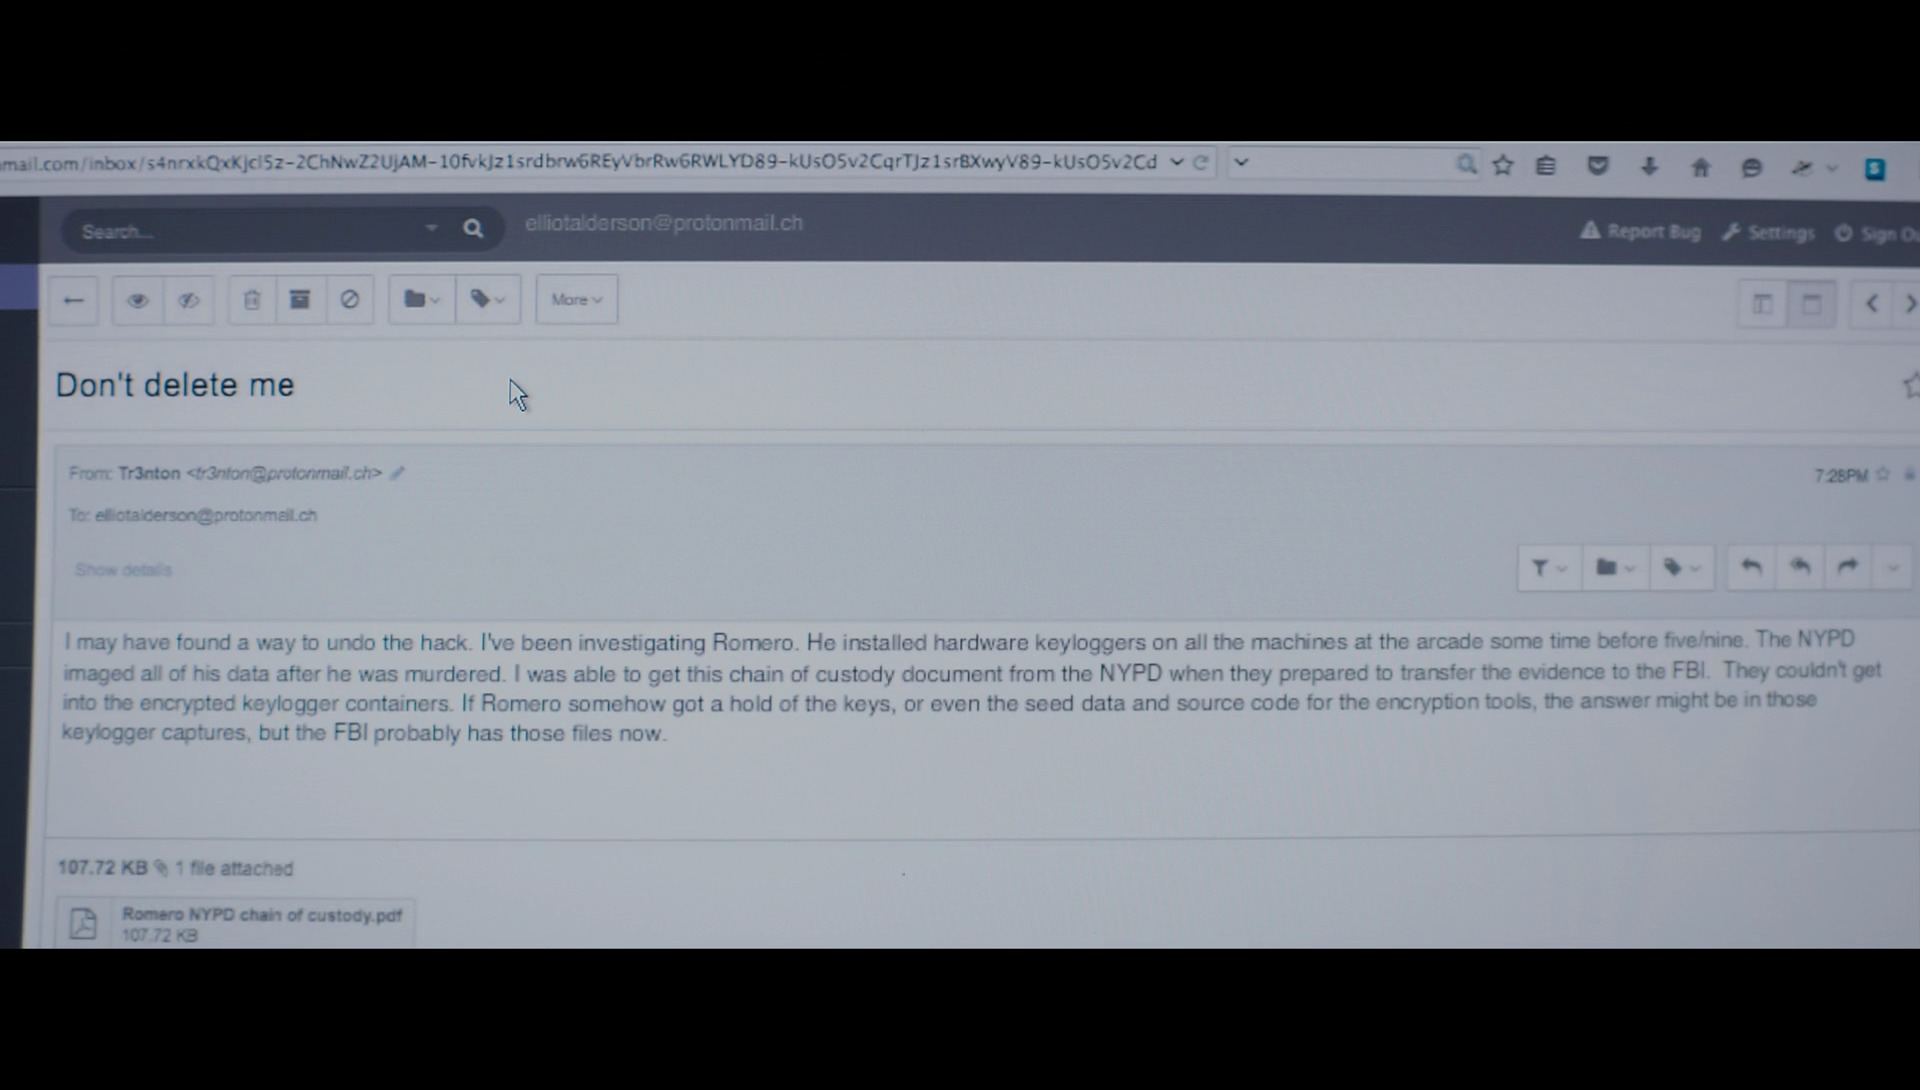 mail.com/inbox/s4nrxkQxKjcl5z-2ChNwZ2UjAM-10fvkJz1srdbrw6REyVbrRw6RWLYD89-kUsO5v2CqrTJz1srBXwyV89-kUsO5v2Cd
Search...
elliotalderson@protonmail.ch
Report Bug
Settings
Sign Ou
More
Don't delete me
From: Tr3nton <tr3nton@protonmail.ch>
7:28PM
To: elliotalderson@protonmail.ch
Show details
I may have found a way to undo the hack. I've been investigating Romero. He installed hardware keyloggers on all the machines at the arcade some time before five/nine. The NYPD
imaged all of his data after he was murdered. I was able to get this chain of custody document from the NYPD when they prepared to transfer the evidence to the FBI.  They couldn't get
into the encrypted keylogger containers. If Romero somehow got a hold of the keys, or even the seed data and source code for the encryption tools, the answer might be in those
keylogger captures, but the FBI probably has those files now.
107.72 KB 1 file attached
Romero NYPD chain of custody.pdf
107.72 KB